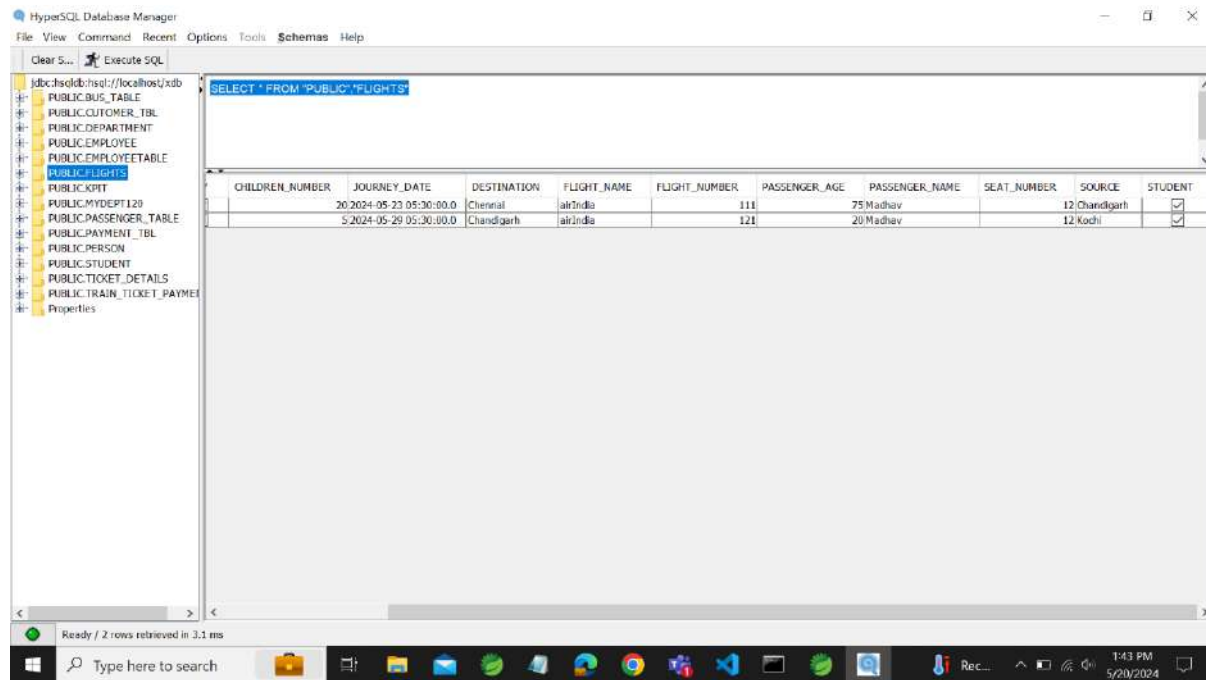 HyperSQL Database Manager
File View Command Recent Options Tools Schemas Help
Clear S... Execute SQL
jdbc:hsqldb:hsql://localhost/xdb
PUBLIC.BUS_TABLE
PUBLIC.CUTOMER_TBL
PUBLIC.DEPARTMENT
PUBLIC.EMPLOYEE
PUBLIC.EMPLOYEETABLE
PUBLIC.FLIGHTS
PUBLIC.KPIT
PUBLIC.MYDEPT120
PUBLIC.PASSENGER_TABLE
PUBLIC.PAYMENT_TBL
PUBLIC.PERSON
PUBLIC.STUDENT
PUBLIC.TICKET_DETAILS
PUBLIC.TRAIN_TICKET_PAYME
Properties
SELECT * FROM "PUBLIC"."FLIGHTS"
CHILDREN_NUMBER JOURNEY_DATE DESTINATION FLIGHT_NAME FLIGHT_NUMBER PASSENGER_AGE PASSENGER_NAME SEAT_NUMBER SOURCE STUDENT
20 2024-05-23 05:30:00.0 Chennai airIndia 111 75 Madhav 12 Chandigarh
5 2024-05-29 05:30:00.0 Chandigarh airIndia 121 20 Madhav 12 Kochi
Ready / 2 rows retrieved in 3.1 ms
Type here to search
Rec...
1:43 PM
5/20/2024